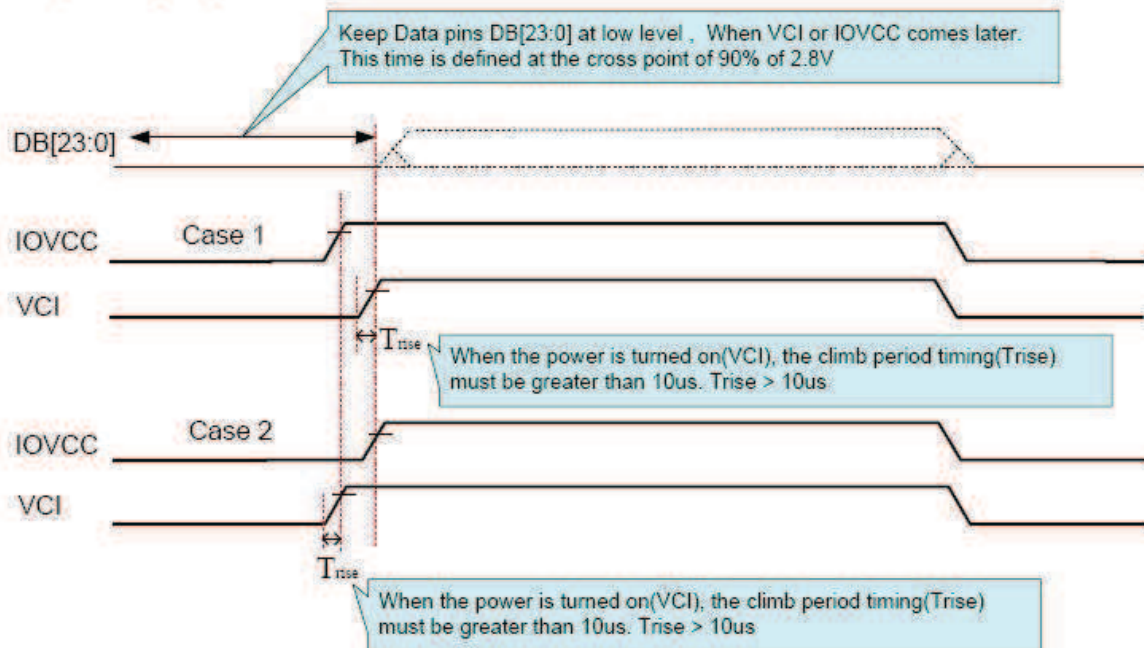 Keep Data pins DB[23:0] at low level , When VCI or IOVCC comes later.
This time is defined at the cross point of 90% of 2.8V
DB[23:0]
IOVCC
Case 1
VCI
Trise
When the power is turned on(VCI), the climb period timing(Trise)
must be greater than 10us. Trise > 10us
IOVCC
Case 2
VCI
Trise
When the power is turned on(VCI), the climb period timing(Trise)
must be greater than 10us. Trise > 10us